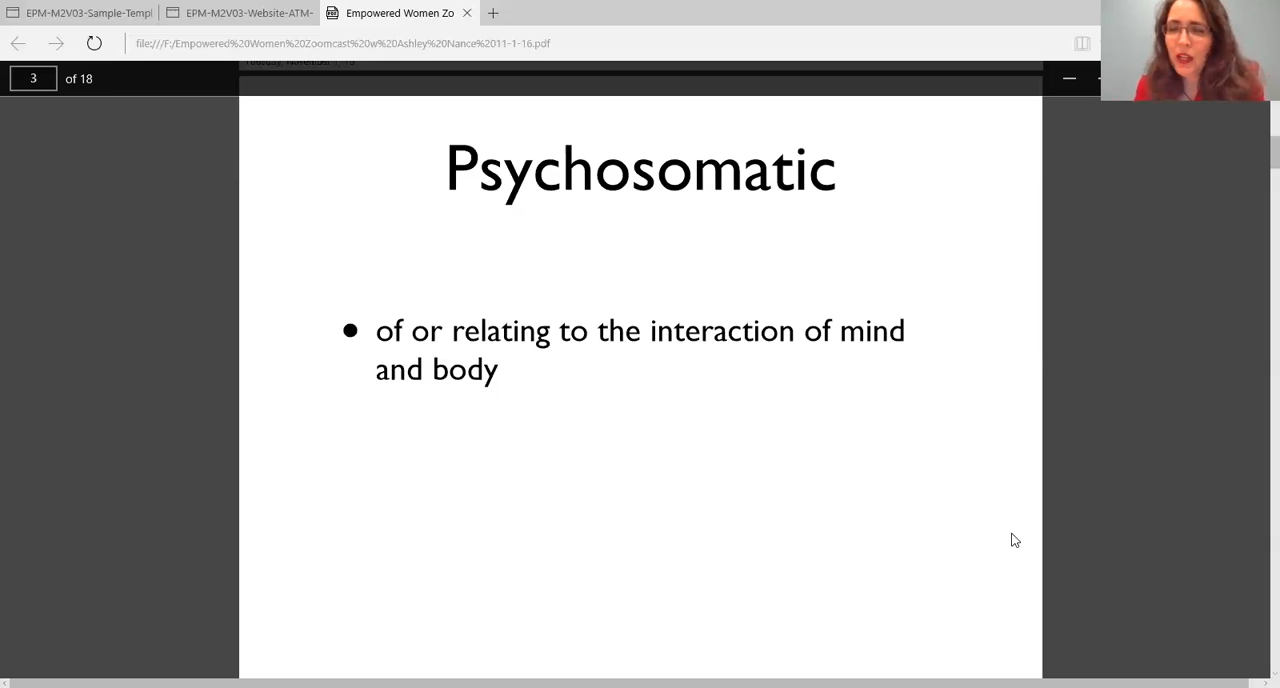 EPM-M2V03-Sample-Templ EPM-M2V03-Website-ATM- Empowered Women Zo
file:///F:/Empowered%20Women%20Zoomcast%20w%20Ashley%20Nance%2011-1-16.pdf
3 of 18
Psychosomatic
• of or relating to the interaction of mind
and body